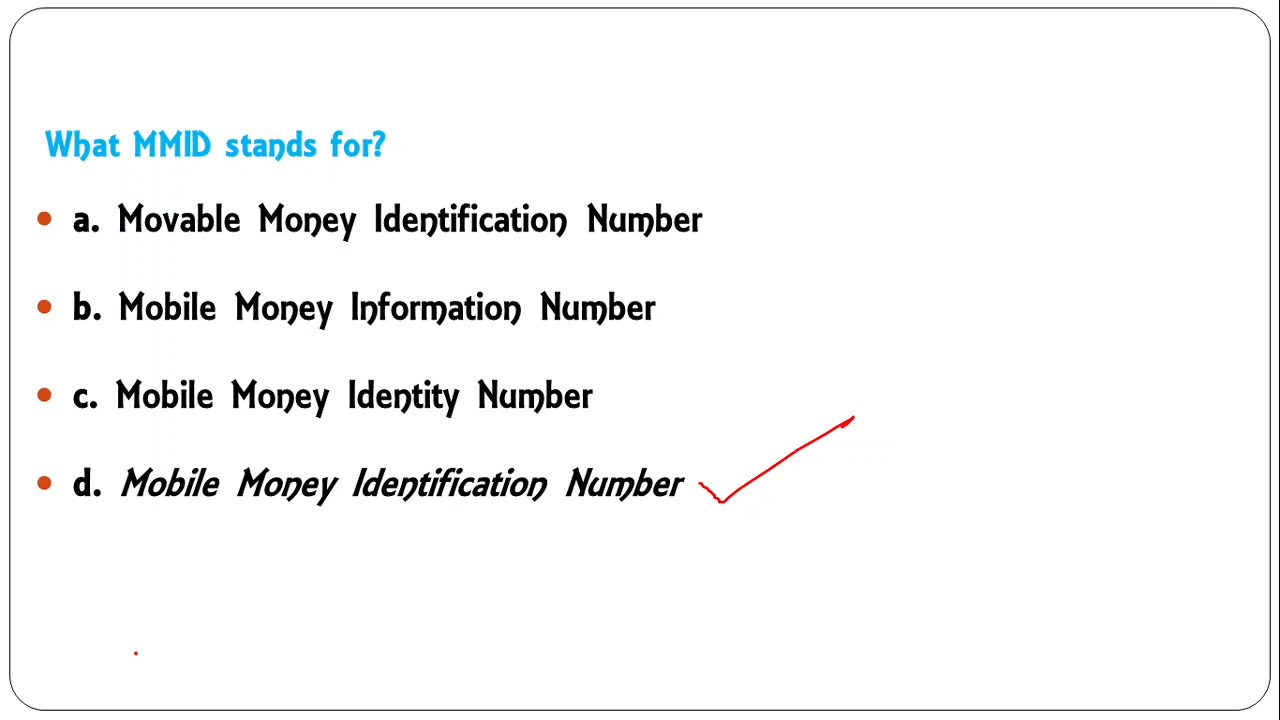 What MMID stands for?
a. Movable Money Identification Number
b. Mobile Money Information Number
c. Mobile Money Identity Number
d. Mobile Money Identification Number